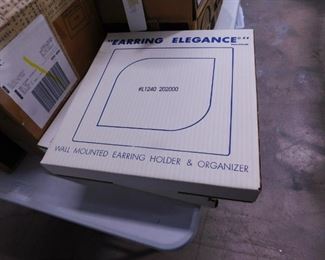 "EARRING ELEGANCE"
#L1240 202000
WALL MOUNTED EARRING HOLDER & ORGANIZER